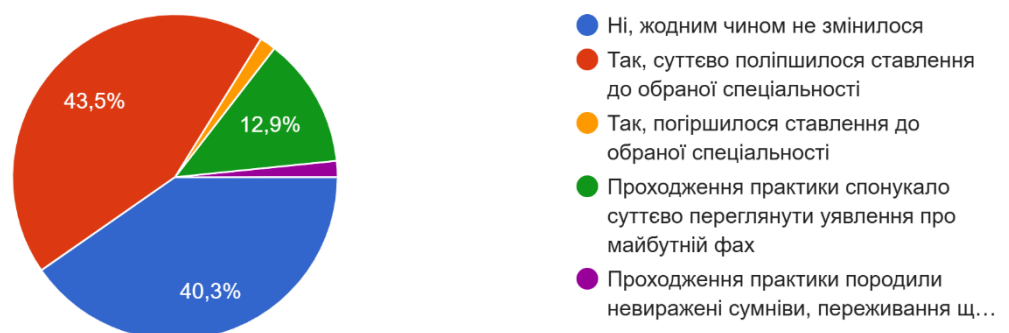 43,5%
12,9%
40,3%
Ні, жодним чином не змінилося
Так, суттєво поліпшилося ставлення
до обраної спеціальності
Так, погіршилося ставлення до
обраної спеціальності
Проходження практики спонукало
суттєво переглянути уявлення про
майбутній фах
Проходження практики породили
невиражені сумніви, переживання щ…